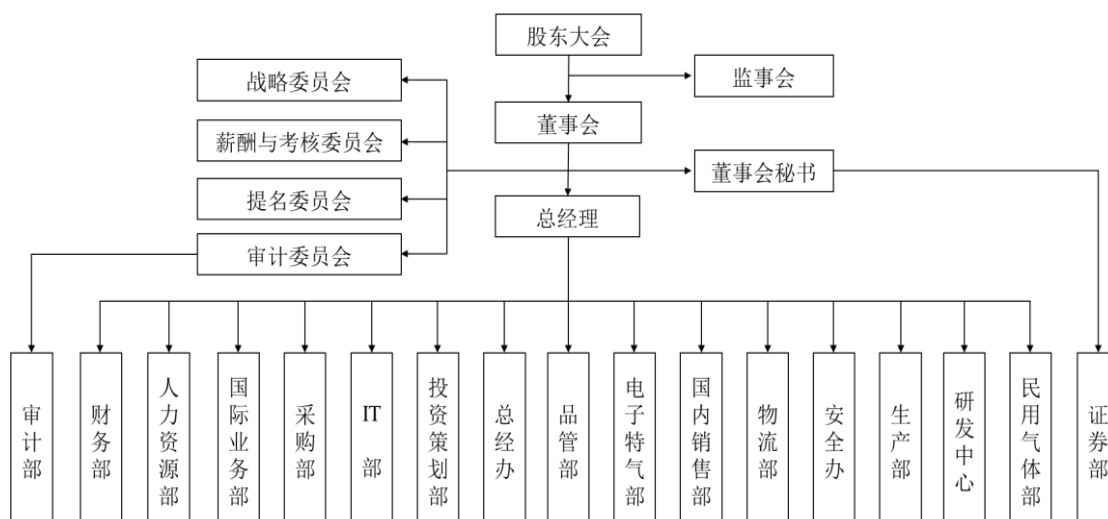 股东大会
战略委员会
监事会
董事会
薪酬与考核委员会
董事会秘书
提名委员会
总经理
审计委员会
审计部
财务部
人力资源部
国际业务部
采购部
IT 部
投资策划部
总经办
品管部
电子特气部
国内销售部
物流部
安全办
生产部
研发中心
民用气体部
证券部